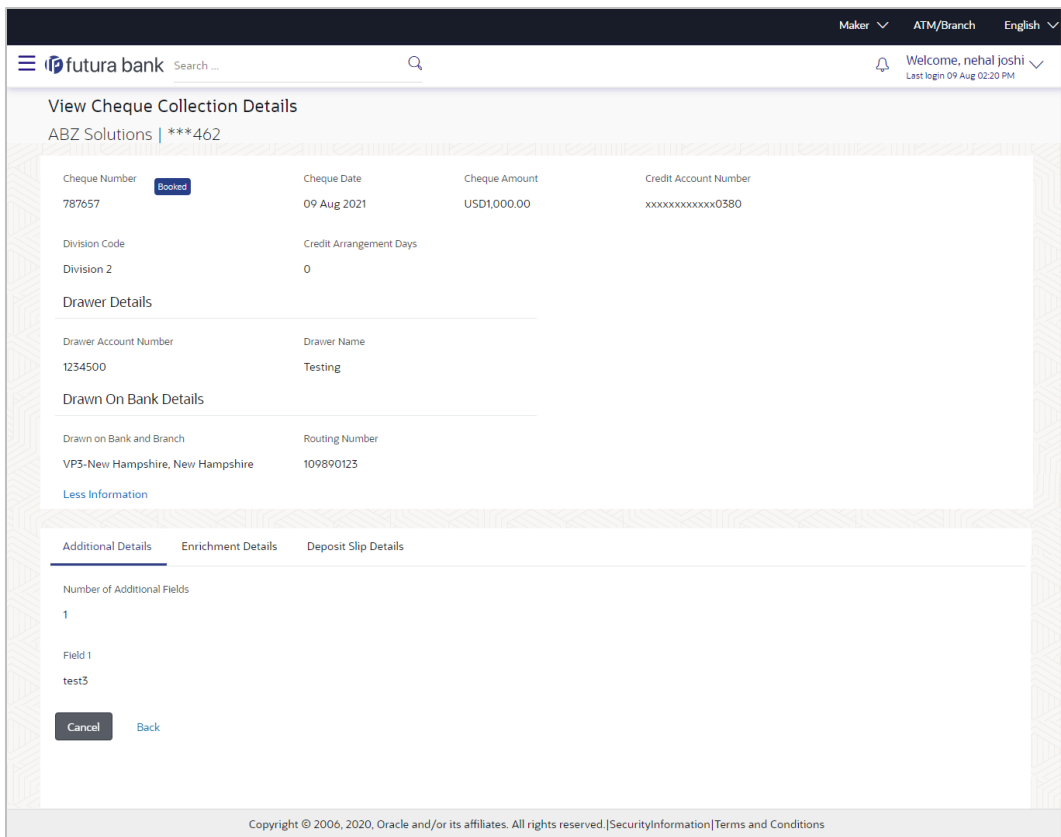 Maker ATM/Branch English
futura bank Search ... Welcome, nehal joshi
Last login 09 Aug 02:20 PM
View Cheque Collection Details
ABZ Solutions | ***462
Cheque Number Booked Cheque Date Cheque Amount Credit Account Number
787657 09 Aug 2021 USD1,000.00 xxxxxxxxxxxx0380
Division Code Credit Arrangement Days
Division 2 0
Drawer Details
Drawer Account Number Drawer Name
1234500 Testing
Drawn On Bank Details
Drawn on Bank and Branch Routing Number
VP3-New Hampshire, New Hampshire 109890123
Less Information
Additional Details Enrichment Details Deposit Slip Details
Number of Additional Fields
1
Field 1
test3
Cancel Back
Copyright © 2006, 2020, Oracle and/or its affiliates. All rights reserved.|SecurityInformation|Terms and Conditions